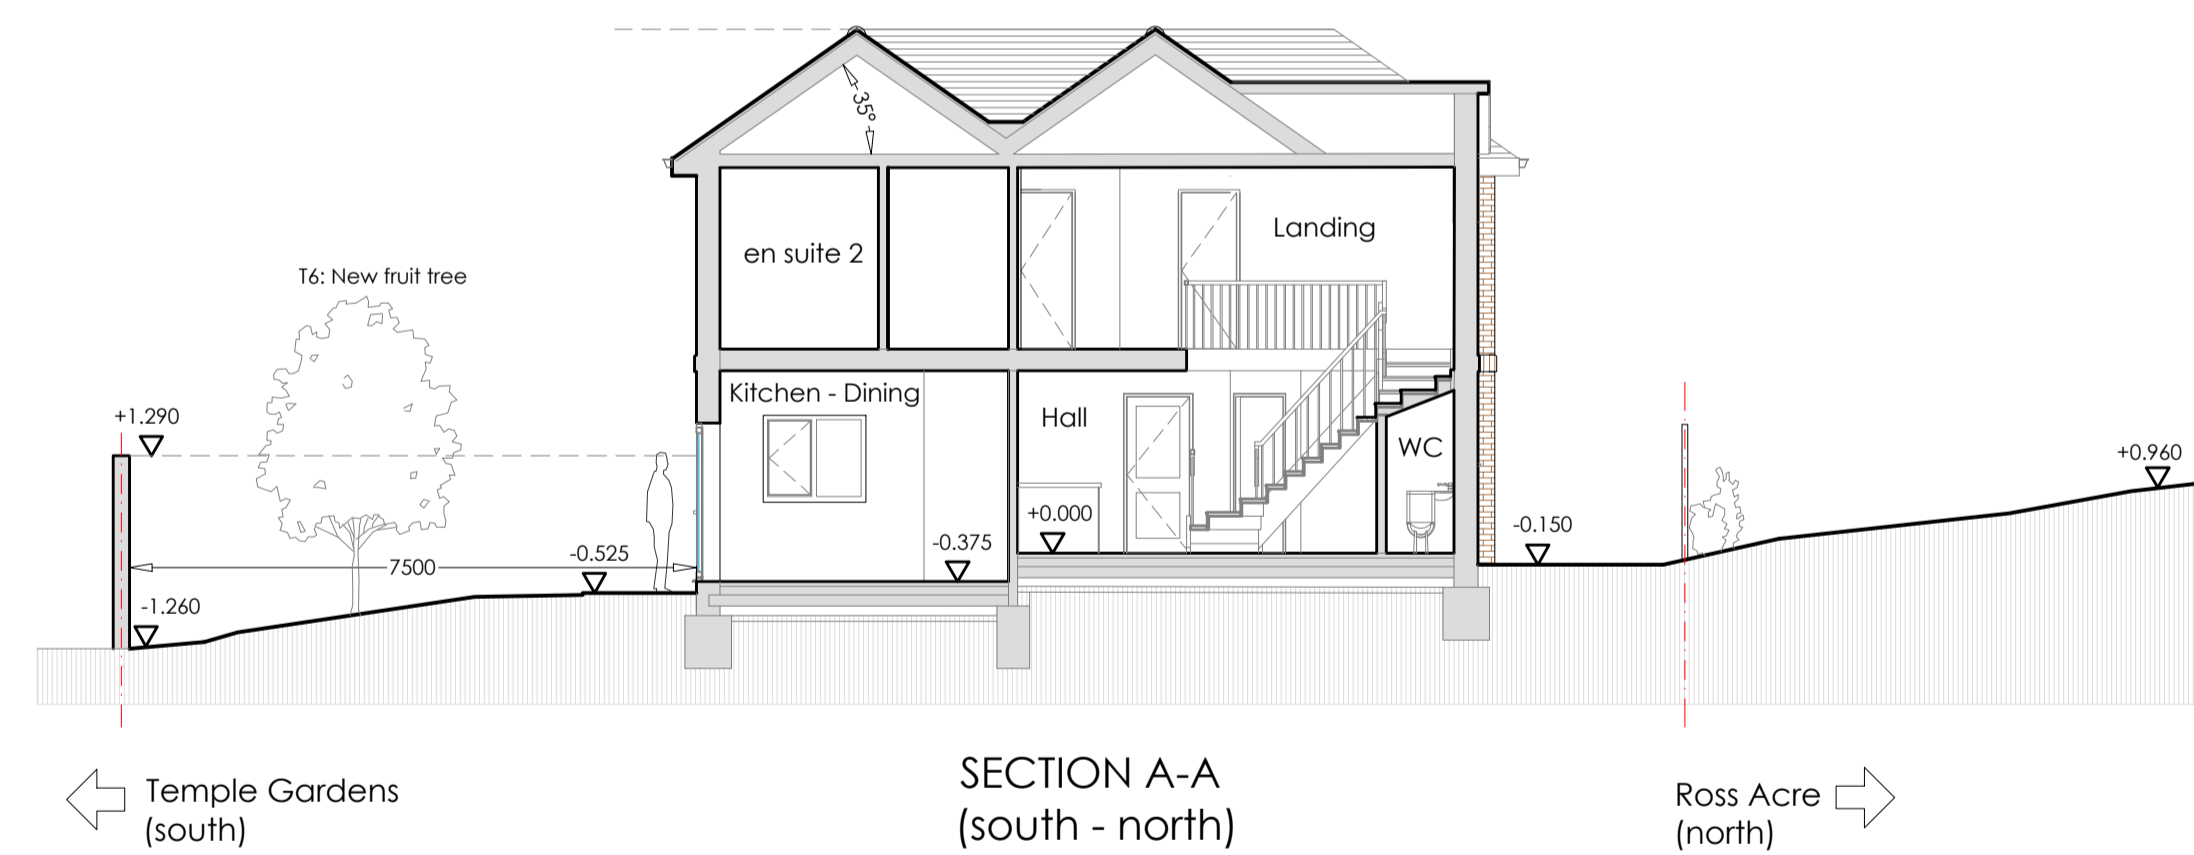 35°
Landing
en suite 2
T6: New fruit tree
Kitchen - Dining
+1.290
Hall
WC
+0.960
+0.000
-0.150
-0.375
-0.525
7500
-1.260
SECTION A-A
(south - north)
Temple Gardens
(south)
Ross Acre
(north)